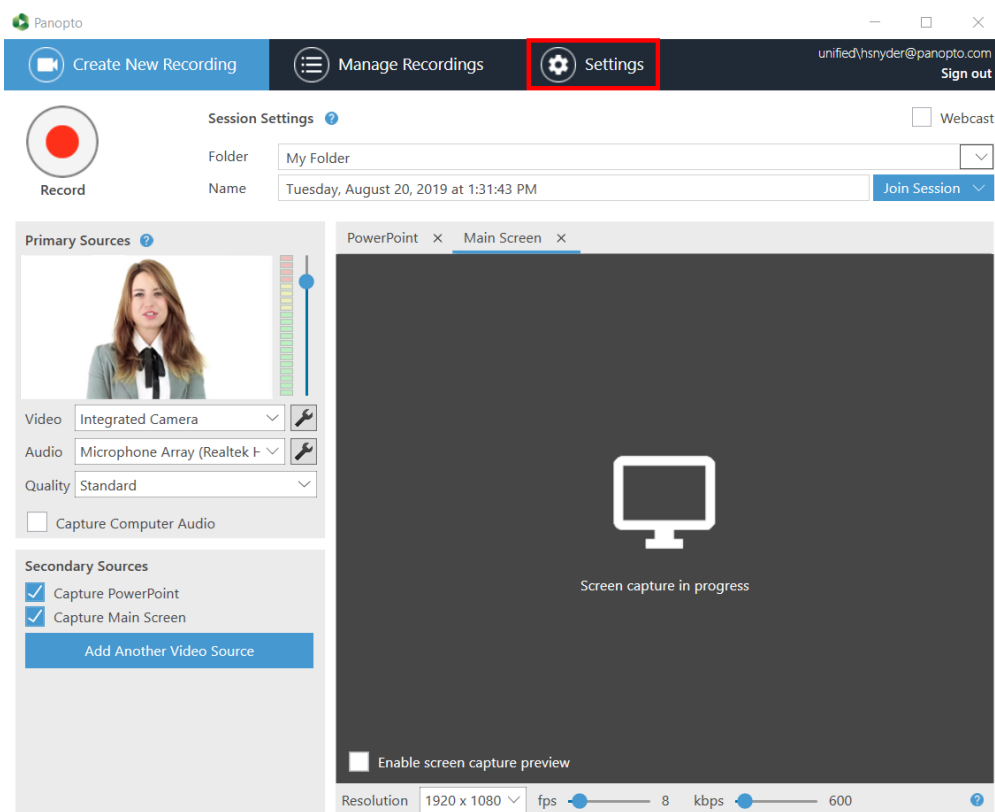 Panopto
Create New Recording
Manage Recordings
Settings
unified\hsnyder@panopto.com
Sign out
Session Settings ?
Webcast
Folder My Folder
Record
Name Tuesday, August 20, 2019 at 1:31:43 PM Join Session
Primary Sources ?
PowerPoint × Main Screen ×
Video Integrated Camera
Audio Microphone Array (Realtek H
Quality Standard
Capture Computer Audio
Secondary Sources
Capture PowerPoint
Capture Main Screen
Add Another Video Source
Screen capture in progress
Enable screen capture preview
Resolution 1920 x 1080 fps 8 kbps 600 ?